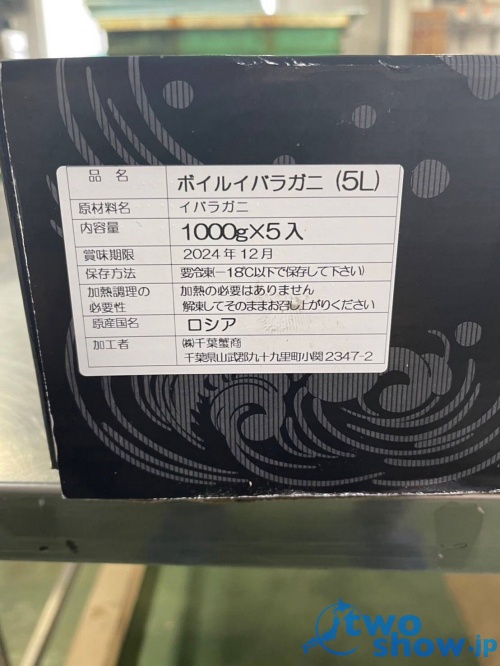 品名 ボイルイバラガニ (5L)
原材料名 イバラガニ
内容量 1000g×5入
賞味期限 2024年12月
保存方法 要冷凍−18℃以下で保存して下さい)
加熱調理の 加熱の必要はありません
必要性 解凍してそのままお召し上がりください
原産国名 ロシア
加工者 ㈱千葉蟹商
千葉県山武郡九十九里町小関2347-2
two
show.jp